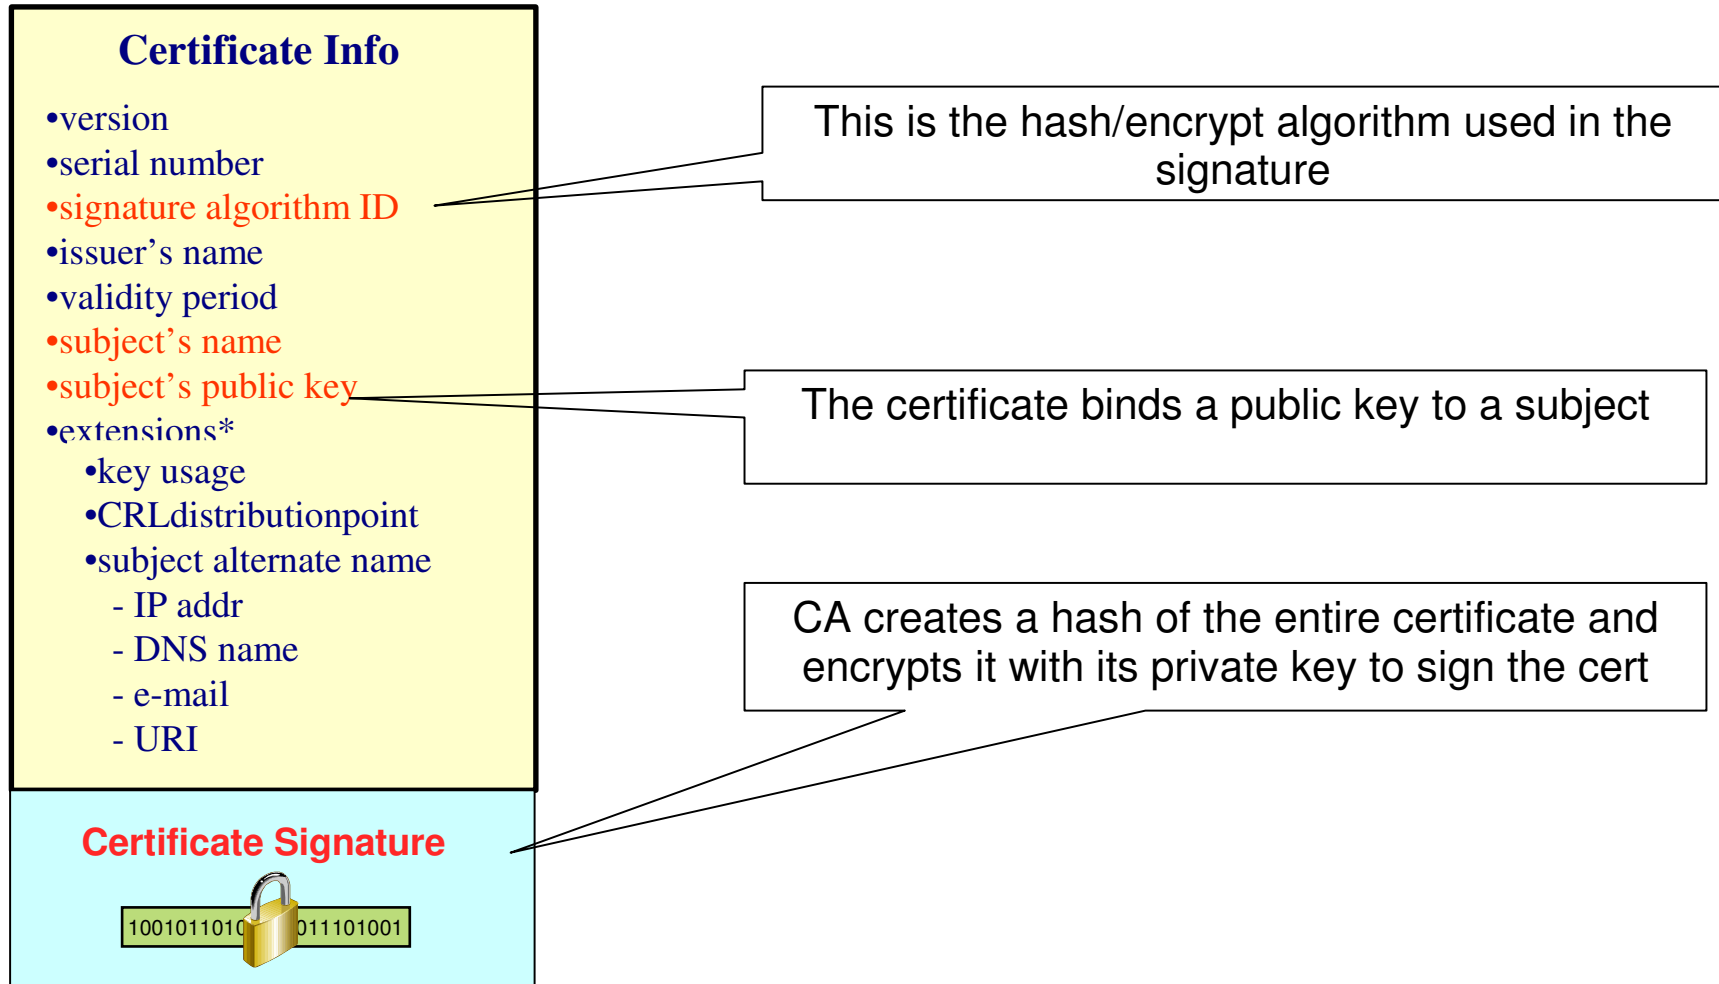 Certificate Info
•version
•serial number
•signature algorithm ID
•issuer’s name
•validity period
•subject’s name
•subject’s public key
•extensions*
•key usage
•CRLdistributionpoint
•subject alternate name
- IP addr
- DNS name
- e-mail
- URI
Certificate Signature
1001011010 011101001
This is the hash/encrypt algorithm used in the
signature
The certificate binds a public key to a subject
CA creates a hash of the entire certificate and
encrypts it with its private key to sign the cert